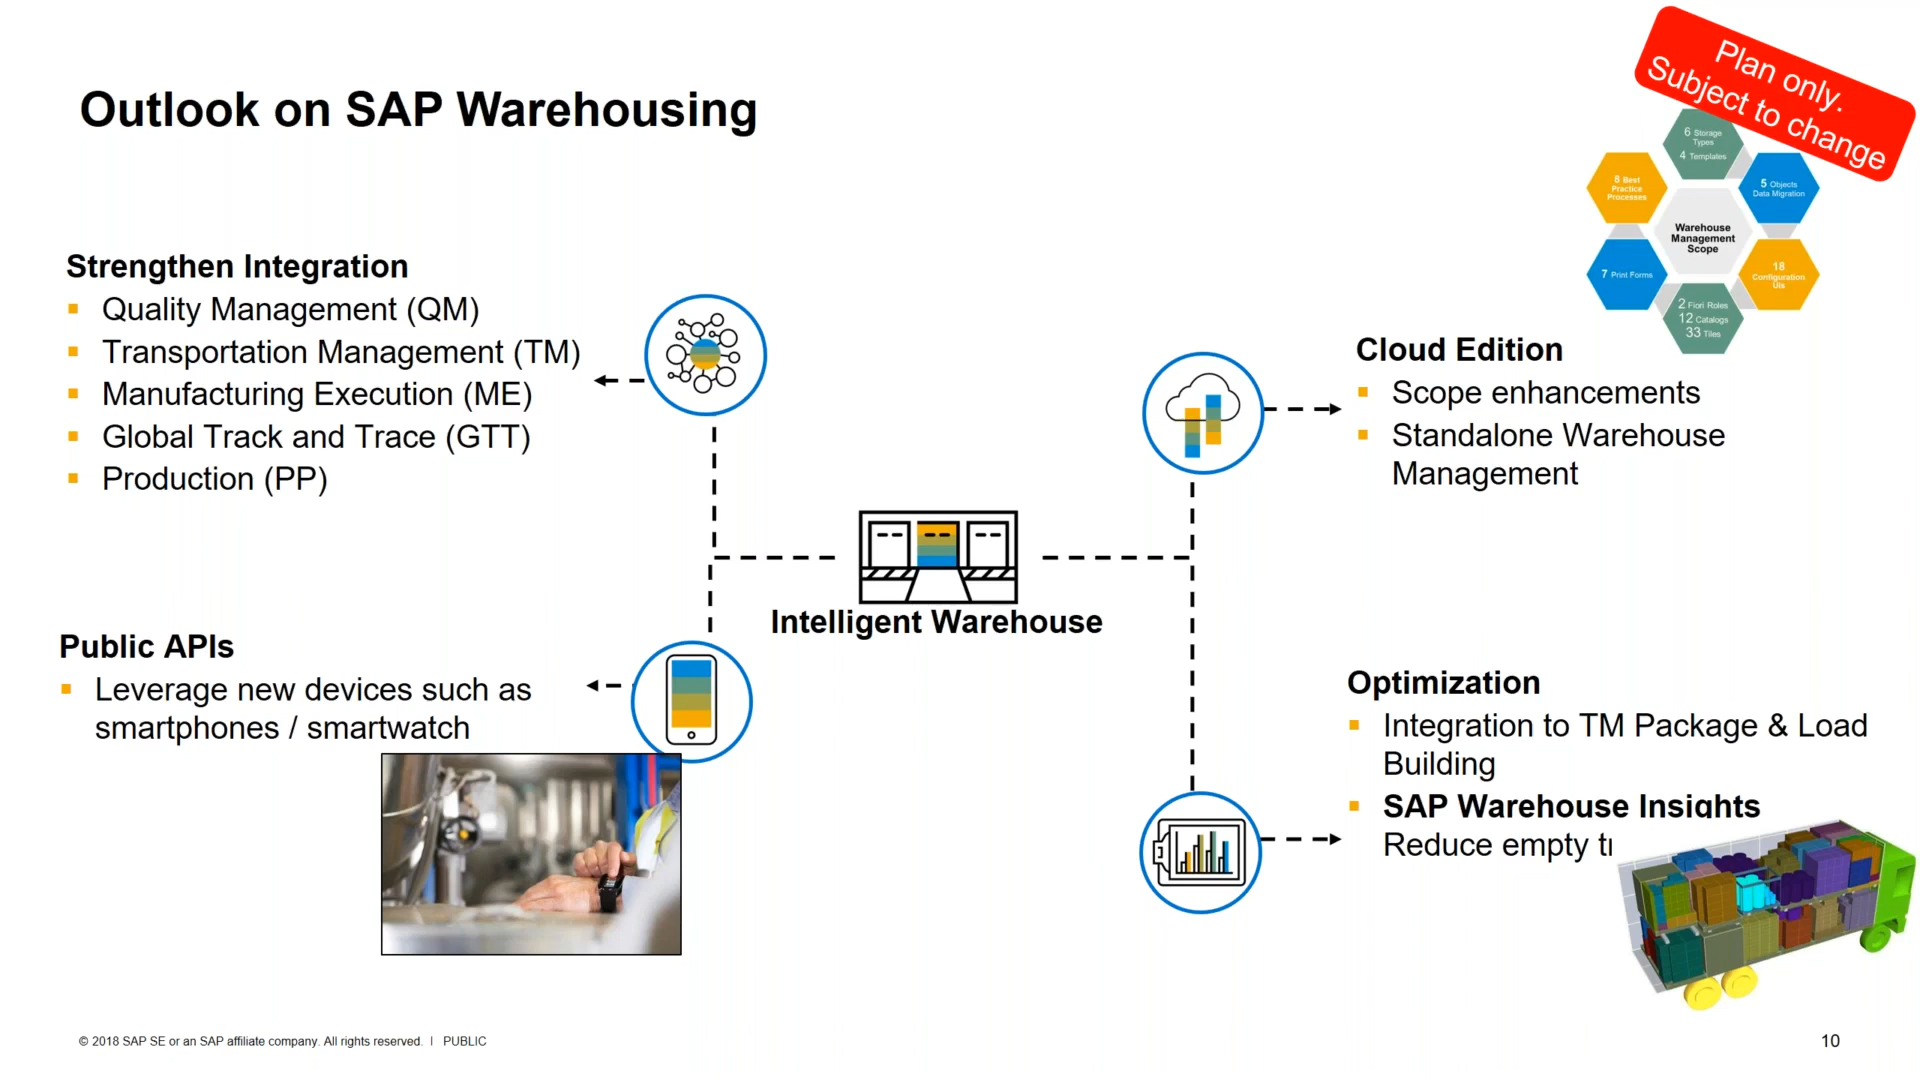 Outlook on SAP Warehousing
Plan only.
Subject to change
6 Storage
Types
4 Templates
8 Best
Practice
Processes
5 Objects
Data Migration
Warehouse
Management
Scope
7 Print Forms
18
Configuration
UIs
2 Fiori Roles
12 Catalogs
33 Tiles
Strengthen Integration
Quality Management (QM)
Transportation Management (TM)
Manufacturing Execution (ME)
Global Track and Trace (GTT)
Production (PP)
Cloud Edition
Scope enhancements
Standalone Warehouse
Management
Intelligent Warehouse
Public APIs
Leverage new devices such as
smartphones / smartwatch
Optimization
Integration to TM Package & Load
Building
SAP Warehouse Insights
Reduce empty
© 2018 SAP SE or an SAP affiliate company. All rights reserved. | PUBLIC
10